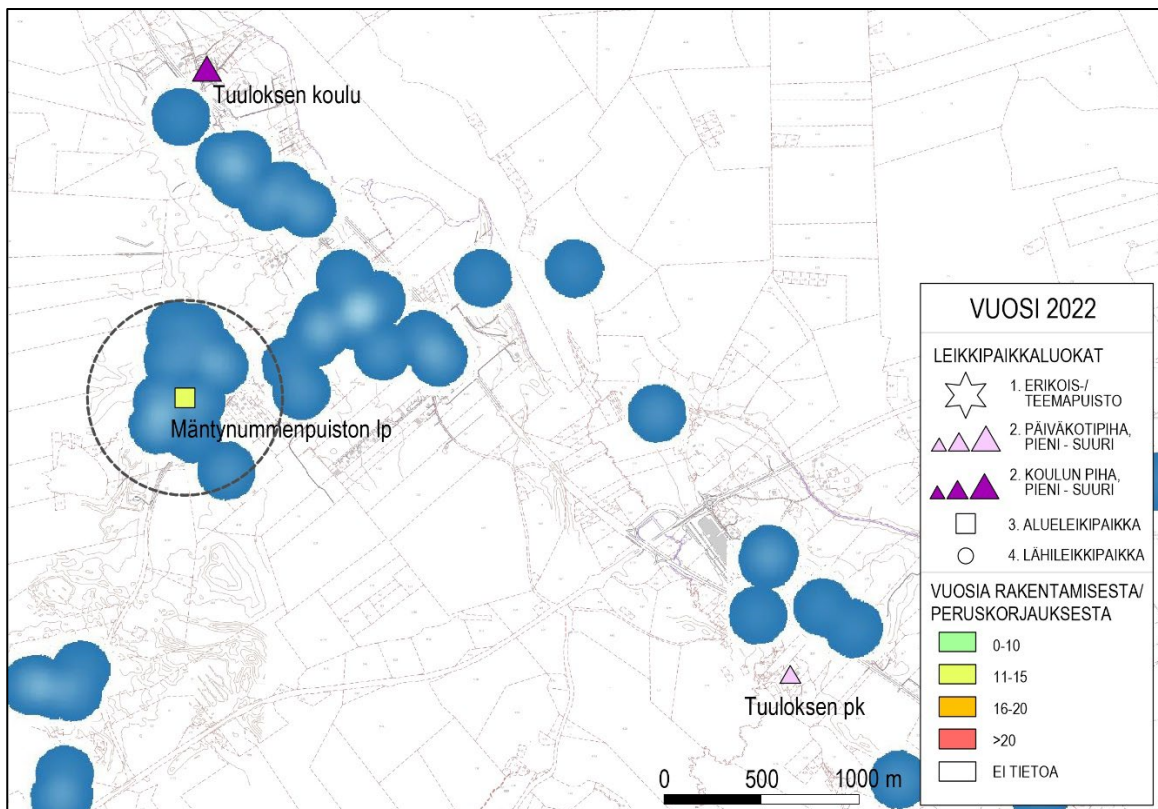 Tuuloksen koulu
Mäntynummenpuiston lp
Tuuloksen pk
0 500 1000 m
VUOSI 2022
LEIKKIPAIKKALUOKAT
1. ERIKOIS-/
TEEMAPUISTO
2. PÄIVÄKOTIPIHA,
PIENI - SUURI
2. KOULUN PIHA,
PIENI - SUURI
3. ALUELEIKIPAIKKA
4. LÄHILEIKKIPAIKKA
VUOSIA RAKENTAMISESTA/
PERUSKORJAUKSESTA
0-10
11-15
16-20
>20
EI TIETOA